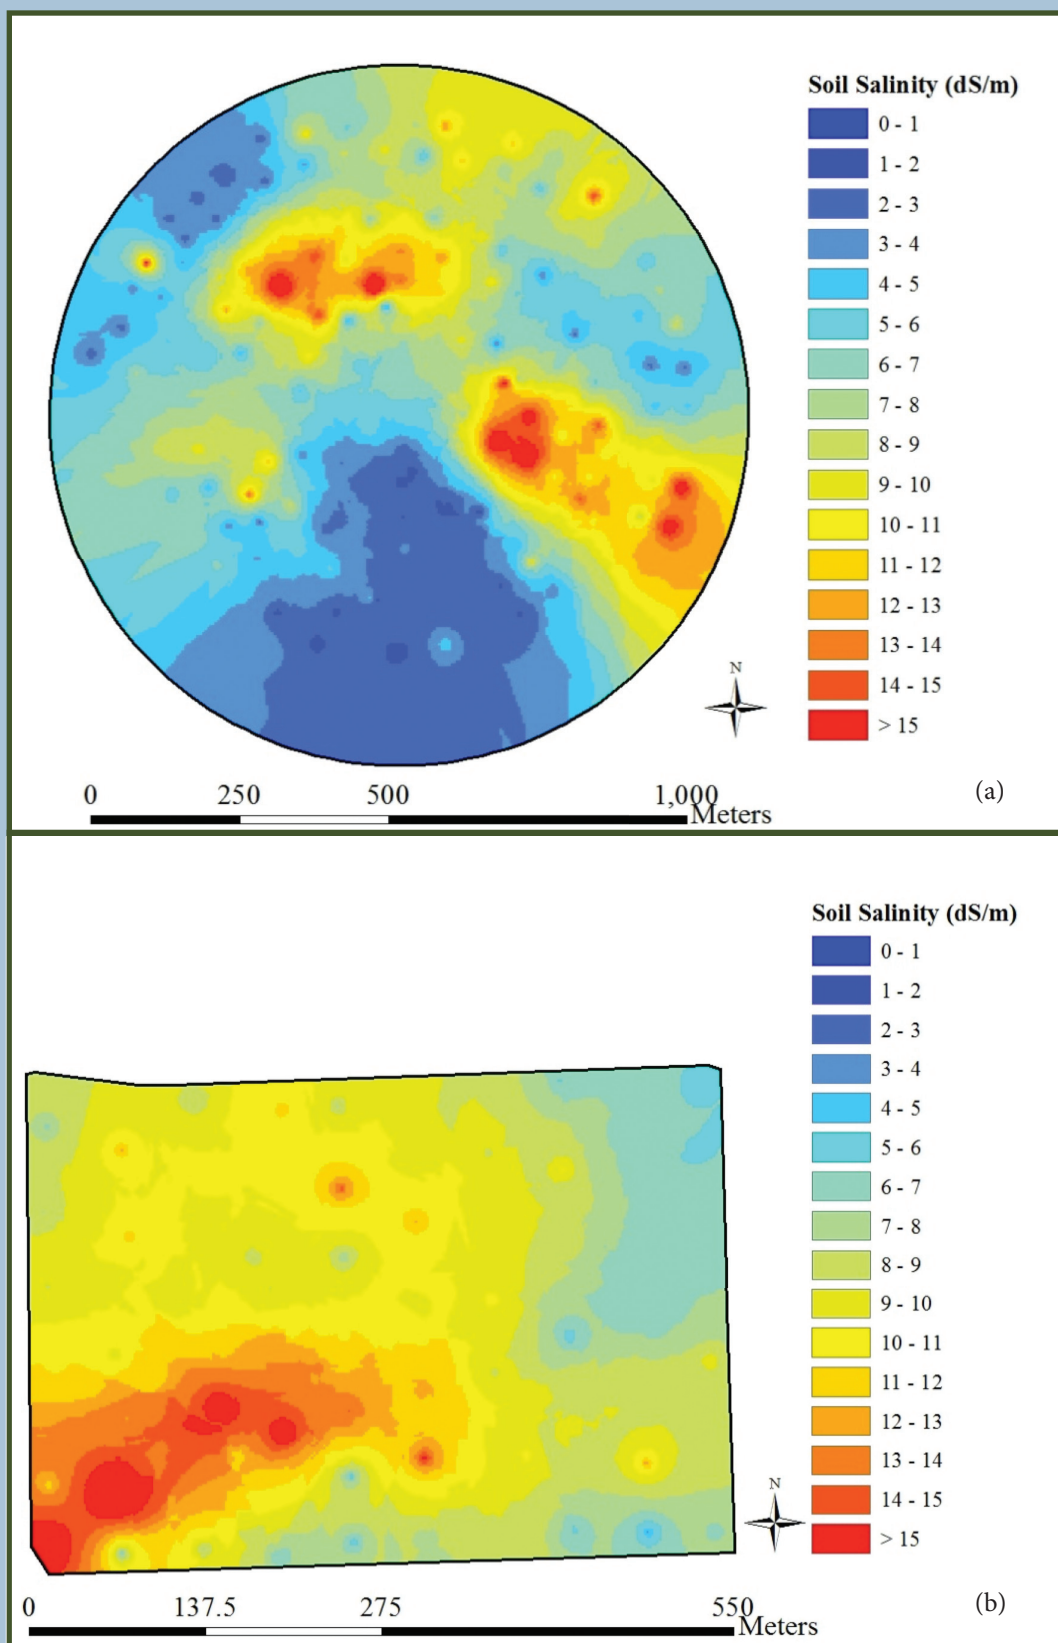 Soil Salinity (dS/m)
0 - 1
1 - 2
2 - 3
3 - 4
4 - 5
5 - 6
6 - 7
7 - 8
8 - 9
9 - 10
10 - 11
11 - 12
12 - 13
13 - 14
14 - 15
> 15
N
0 250 500 1,000
Meters
(a)
Soil Salinity (dS/m)
0 - 1
1 - 2
2 - 3
3 - 4
4 - 5
5 - 6
6 - 7
7 - 8
8 - 9
9 - 10
10 - 11
11 - 12
12 - 13
13 - 14
14 - 15
> 15
N
0 137.5 275 550
Meters
(b)